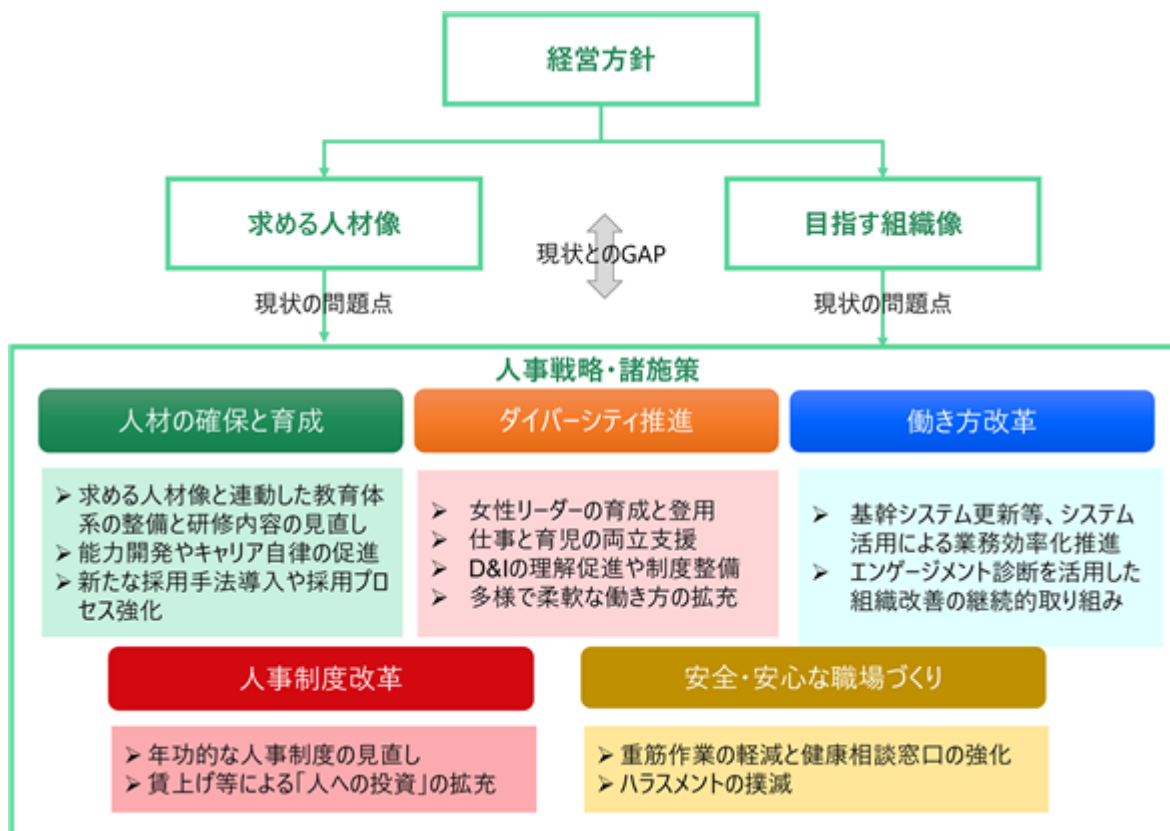 経営方針
求める人材像
目指す組織像
現状とのGAP
現状の問題点
現状の問題点
人事戦略・諸施策
人材の確保と育成
➢ 求める人材像と連動した教育体
系の整備と研修内容の見直し
➢ 能力開発やキャリア自律の促進
➢ 新たな採用手法導入や採用プロ
セス強化
ダイバーシティ推進
➢ 女性リーダーの育成と登用
➢ 仕事と育児の両立支援
➢ D&Iの理解促進や制度整備
➢ 多様で柔軟な働き方の拡充
働き方改革
➢ 基幹システム更新等、システム
活用による業務効率化推進
➢ エンゲージメント診断を活用した
組織改善の継続的取り組み
人事制度改革
➢ 年功的な人事制度の見直し
➢ 賃上げ等による「人への投資」の拡充
安全・安心な職場づくり
➢ 重筋作業の軽減と健康相談窓口の強化
➢ ハラスメントの撲滅